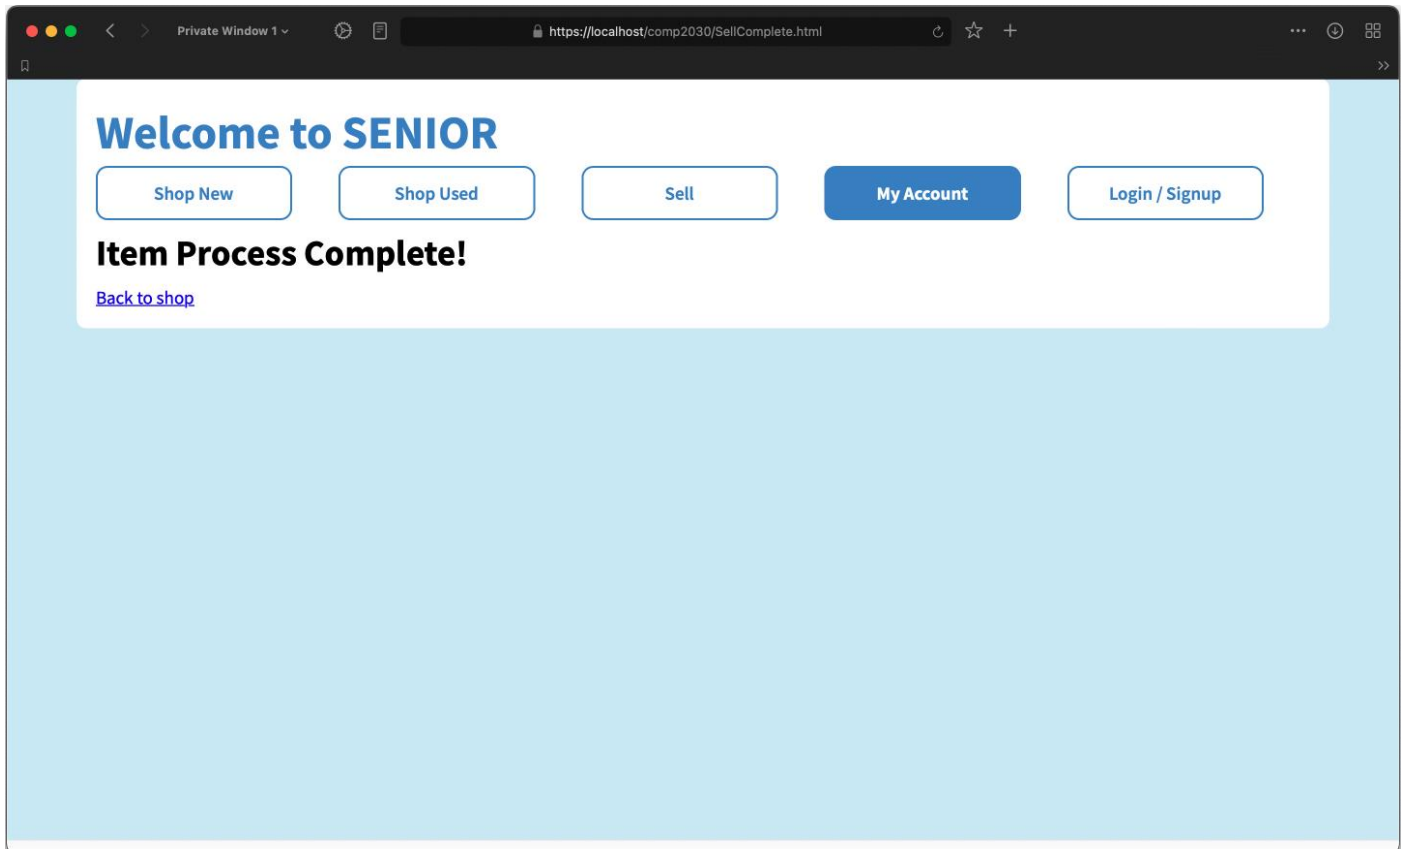 Private Window 1
https://localhost/comp2030/SellComplete.html
Welcome to SENIOR
Shop New Shop Used Sell My Account Login / Signup
Item Process Complete!
Back to shop